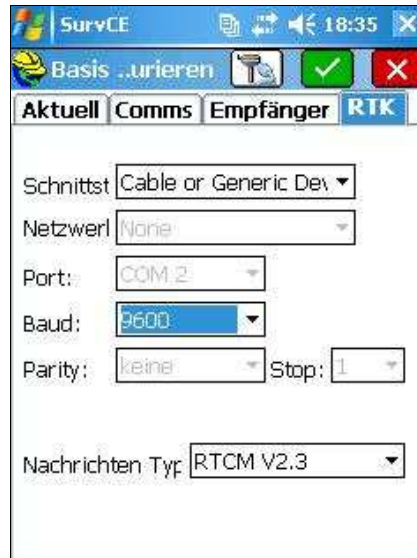 SurvCE 18:35
Basis ..urieren
Aktuell Comms Empfänger RTK
Schnittst Cable or Generic Dev
Netzwerl None
Port: COM 2
Baud: 9600
Parity: keine Stop: 1
Nachrichten Typ RTCM V2.3